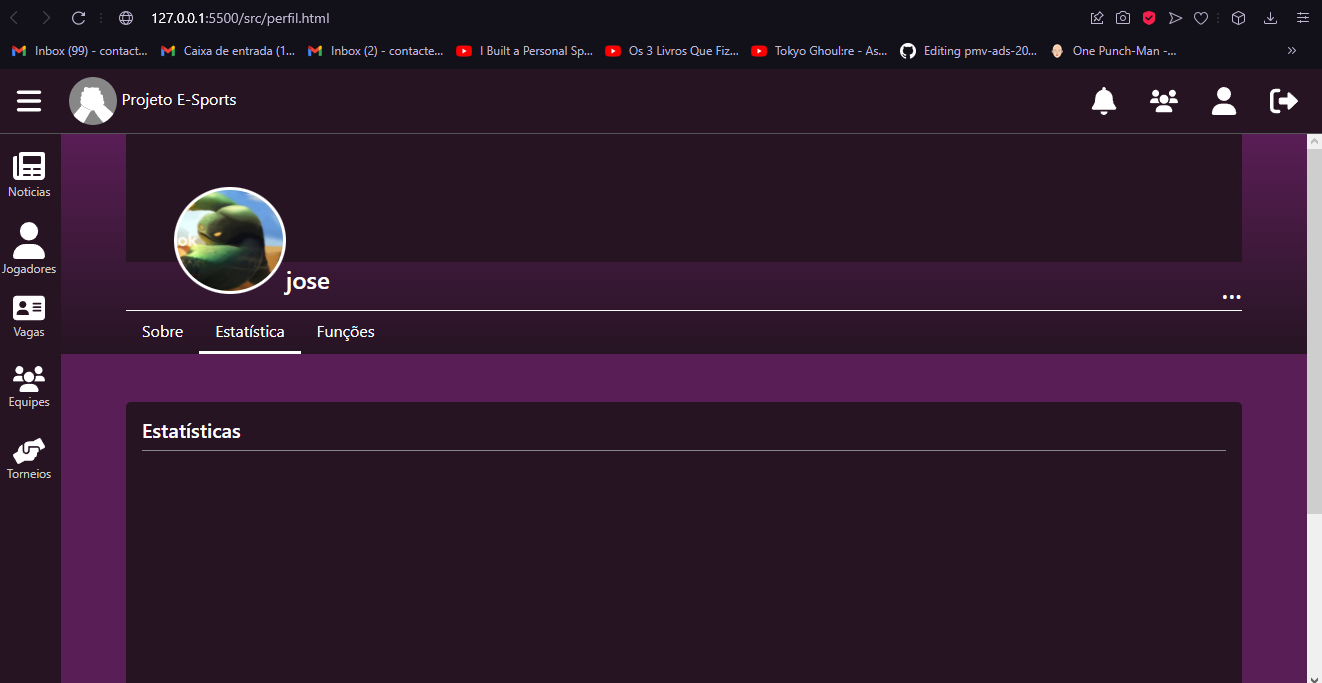 127.0.0.1:5500/src/perfil.html
Inbox (99) - contact... Caixa de entrada (1... Inbox (2) - contacte... I Built a Personal Sp... Os 3 Livros Que Fiz... Tokyo Ghoul:re - As... Editing pmv-ads-20... One Punch-Man -...
Projeto E-Sports
Noticias
Jogadores
Vagas
Equipes
Torneios
ok
jose
Sobre Estatística Funções
Estatísticas